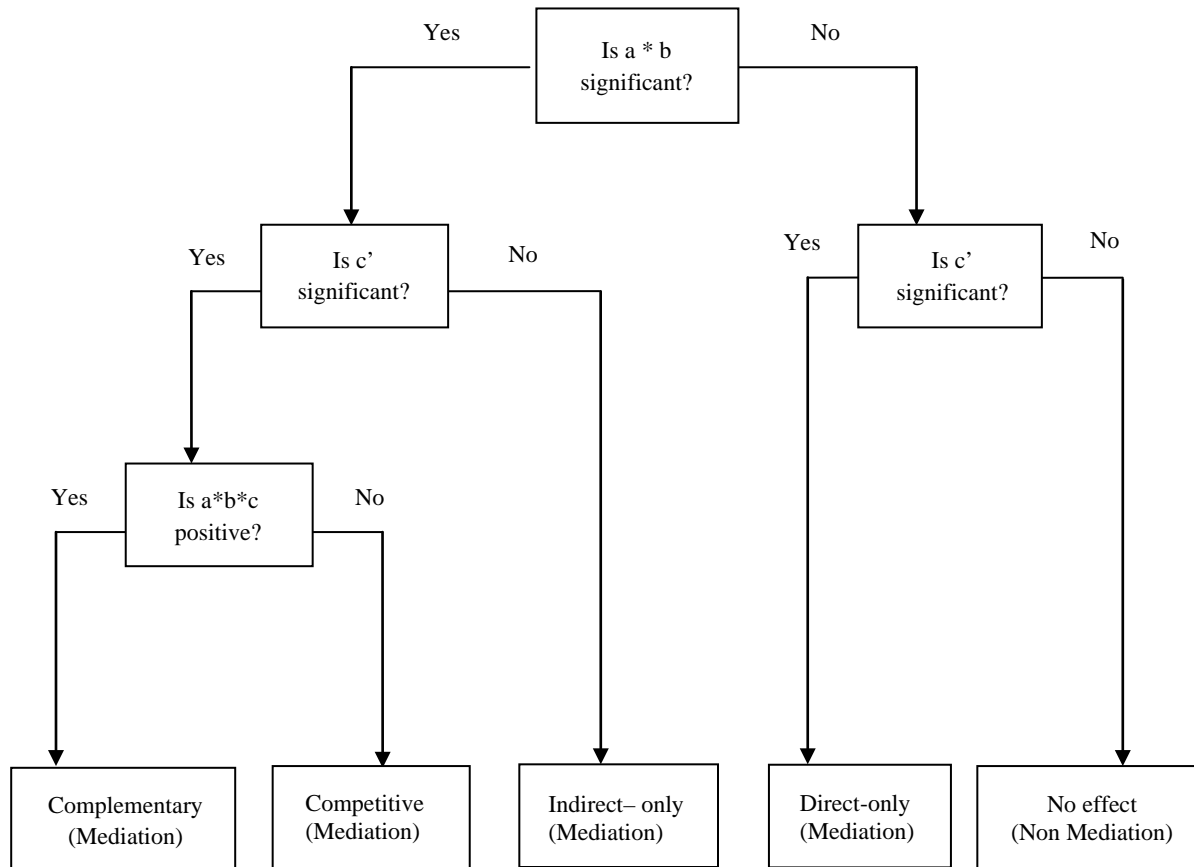 Yes
Is a * b
significant?
No
Yes
Is c’
significant?
No
Yes
Is c’
significant?
No
Yes
Is a*b*c
positive?
No
Complementary
(Mediation)
Competitive
(Mediation)
Indirect– only
(Mediation)
Direct-only
(Mediation)
No effect
(Non Mediation)